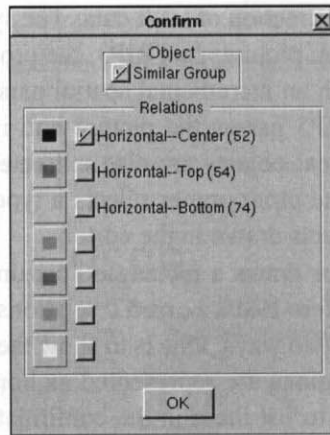 Confirm
Object
Similar Group
Relations
Horizontal--Center (52)
Horizontal--Top (54)
Horizontal--Bottom (74)
OK